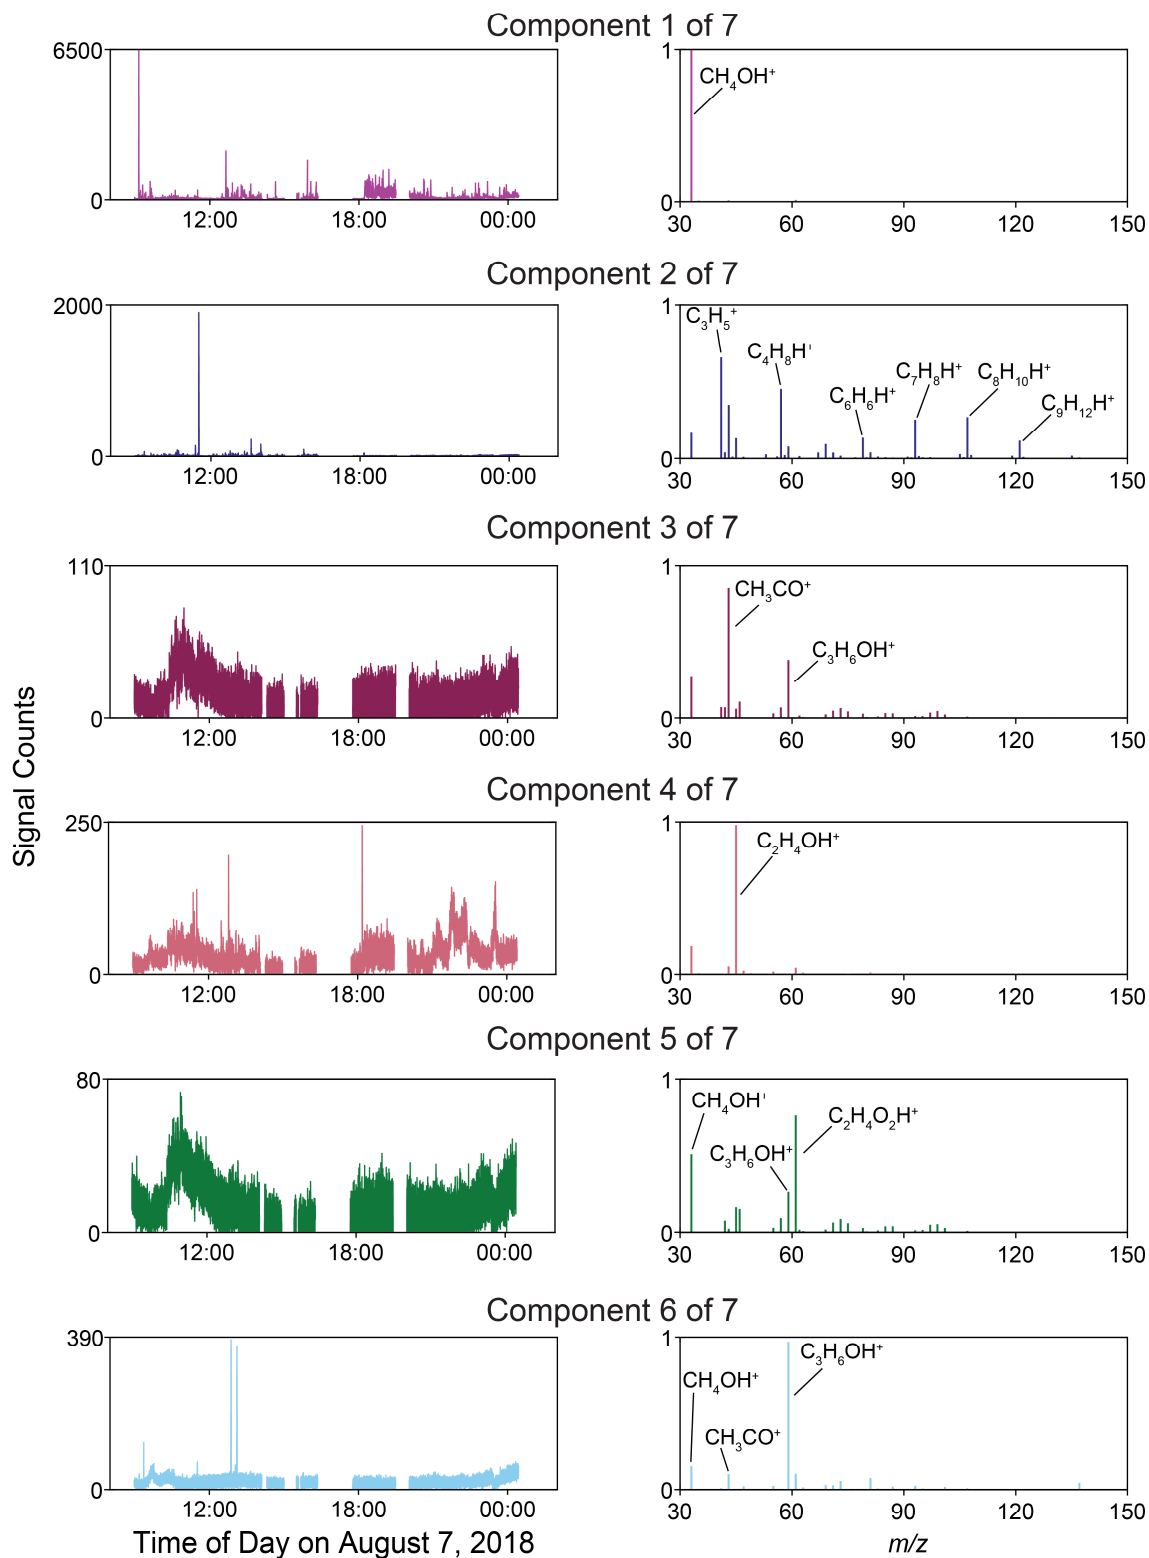 Component 1 of 7
6500
0
12:00 18:00 00:00
1
0
30 60 90 120 150
CH₄OH⁺
Component 2 of 7
2000
0
12:00 18:00 00:00
1
0
30 60 90 120 150
C₃H₅⁺
C₄H₈H⁺
C₆H₆H⁺
C₇H₈H⁺
C₈H₁₀H⁺
C₉H₁₂H⁺
Component 3 of 7
110
0
12:00 18:00 00:00
1
0
30 60 90 120 150
CH₃CO⁺
C₃H₆OH⁺
Signal Counts
Component 4 of 7
250
0
12:00 18:00 00:00
1
0
30 60 90 120 150
C₂H₄OH⁺
Component 5 of 7
80
0
12:00 18:00 00:00
1
0
30 60 90 120 150
CH₄OH⁺
C₃H₆OH⁺
C₂H₄O₂H⁺
Component 6 of 7
390
0
12:00 18:00 00:00
1
0
30 60 90 120 150
CH₄OH⁺
CH₃CO⁺
C₃H₆OH⁺
Time of Day on August 7, 2018
m/z